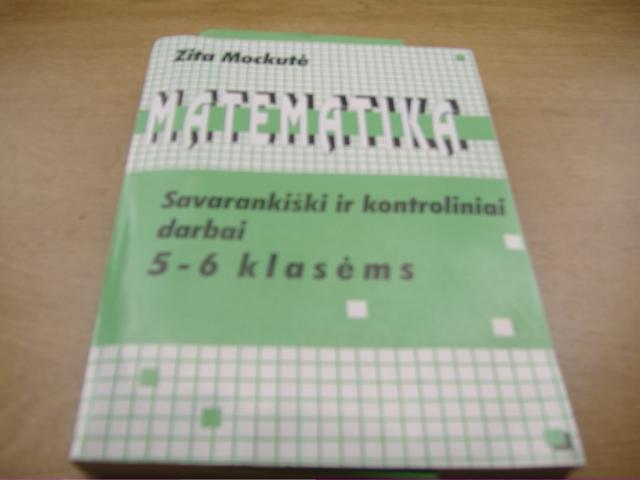 Zita Mockutė
MATEMATIKA
Savarankiški ir kontroliniai
darbai
5-6 klasėms